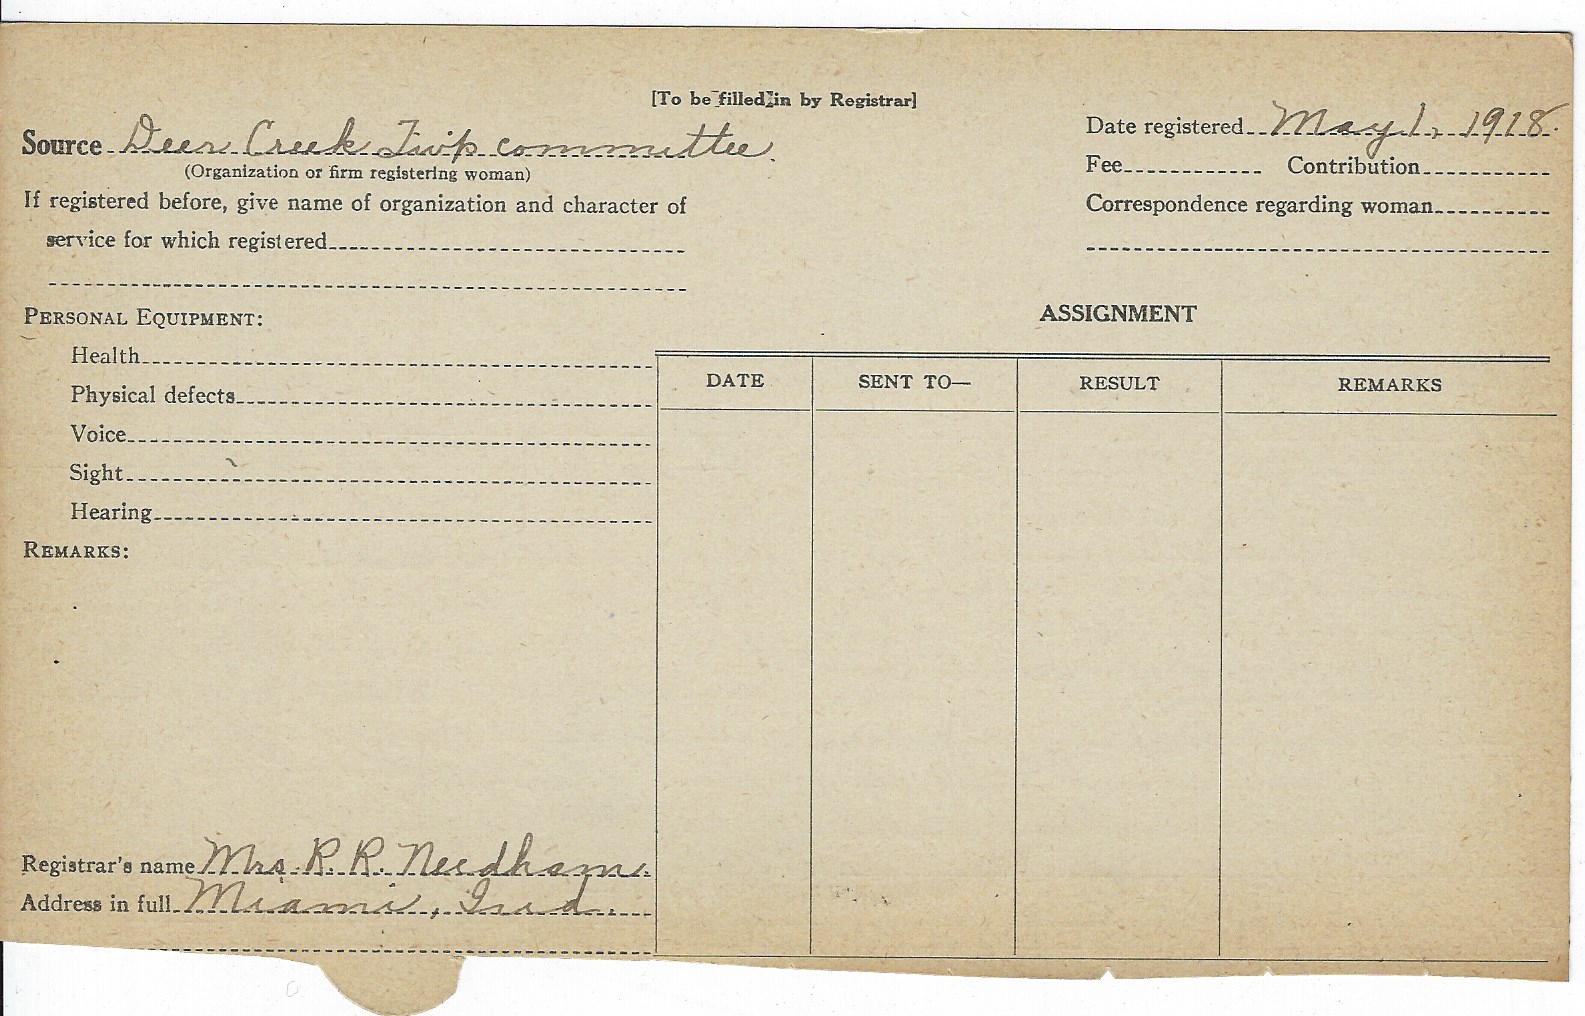 [To be filled in by Registrar]
Source Deer Creek Twp committee.
(Organization or firm registering woman)
If registered before, give name of organization and character of
service for which registered
Date registered May 1, 1918.
Fee Contribution
Correspondence regarding woman
PERSONAL EQUIPMENT:
Health
Physical defects
Voice
Sight
Hearing
REMARKS:
ASSIGNMENT
DATE SENT TO— RESULT REMARKS
Registrar's name Mrs. R. R. Needham.
Address in full Miami, Ind.